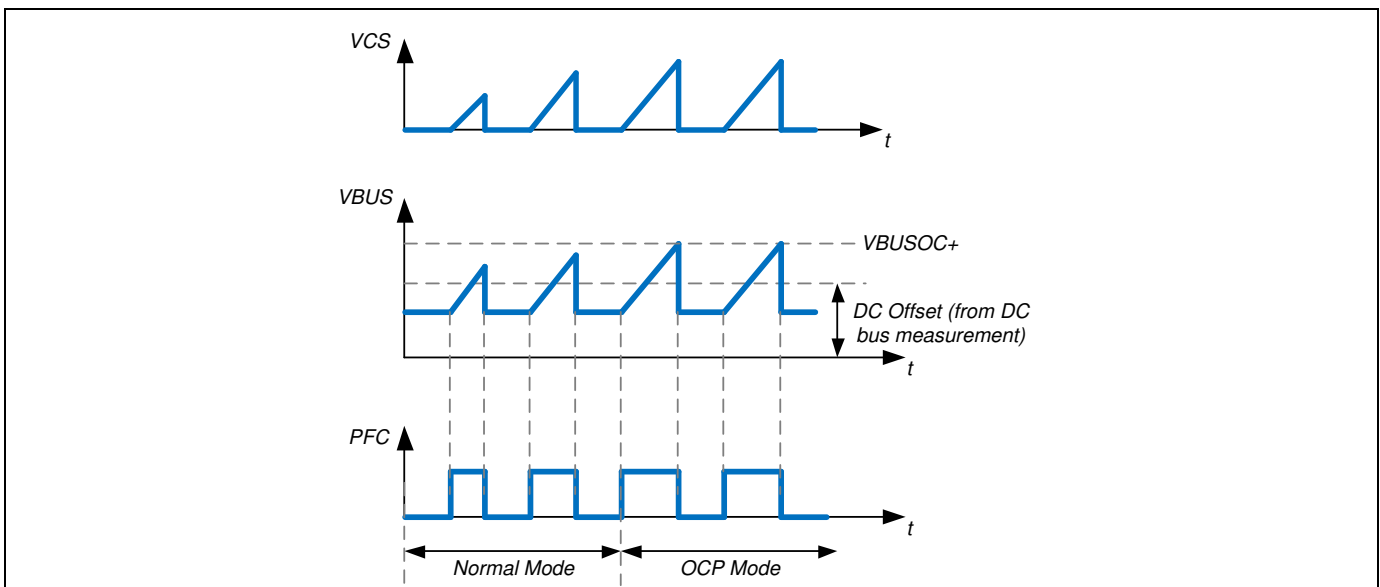 VCS
t
VBUS
VBUSOC+
DC Offset (from DC
bus measurement)
t
PFC
t
Normal Mode
OCP Mode